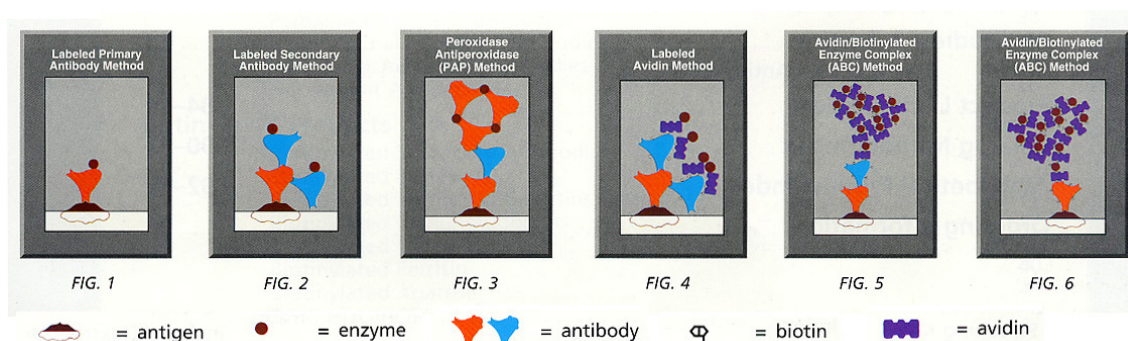 Labeled Primary
Antibody Method
Labeled Secondary
Antibody Method
Peroxidase
Antiperoxidase
(PAP) Method
Labeled
Avidin Method
Avidin/Biotinylated
Enzyme Complex
(ABC) Method
Avidin/Biotinylated
Enzyme Complex
(ABC) Method
FIG. 1
FIG. 2
FIG. 3
FIG. 4
FIG. 5
FIG. 6
= antigen
= enzyme
= antibody
= biotin
= avidin